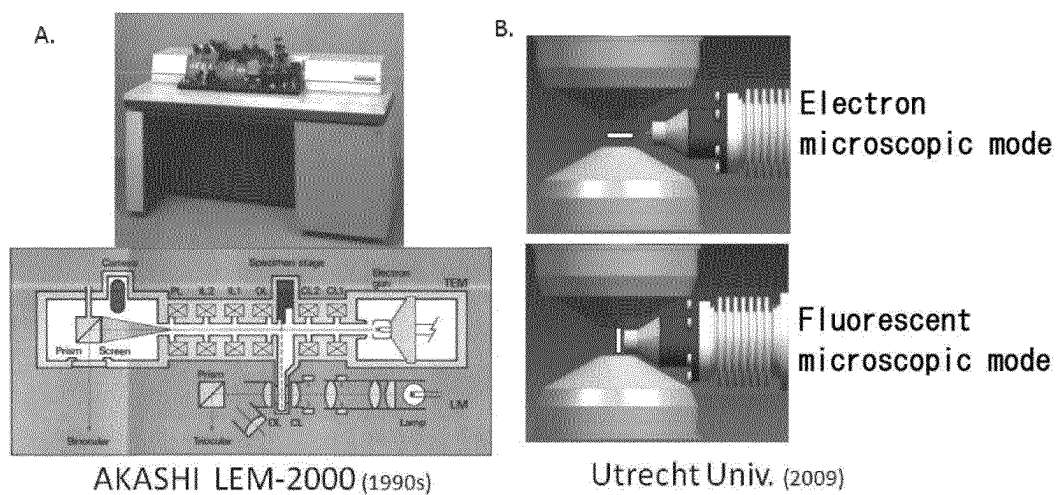 A.
B.
Electron
microscopic mode
Camera
Specimen stage
Electron
gun
TEM
PL IL2 IL1 OL CL2 CL1
Prism Screen
Prism
LM
OL CL Lamp
Binocular
Triocular
Fluorescent
microscopic mode
AKASHI LEM-2000 (1990s)
Utrecht Univ. (2009)